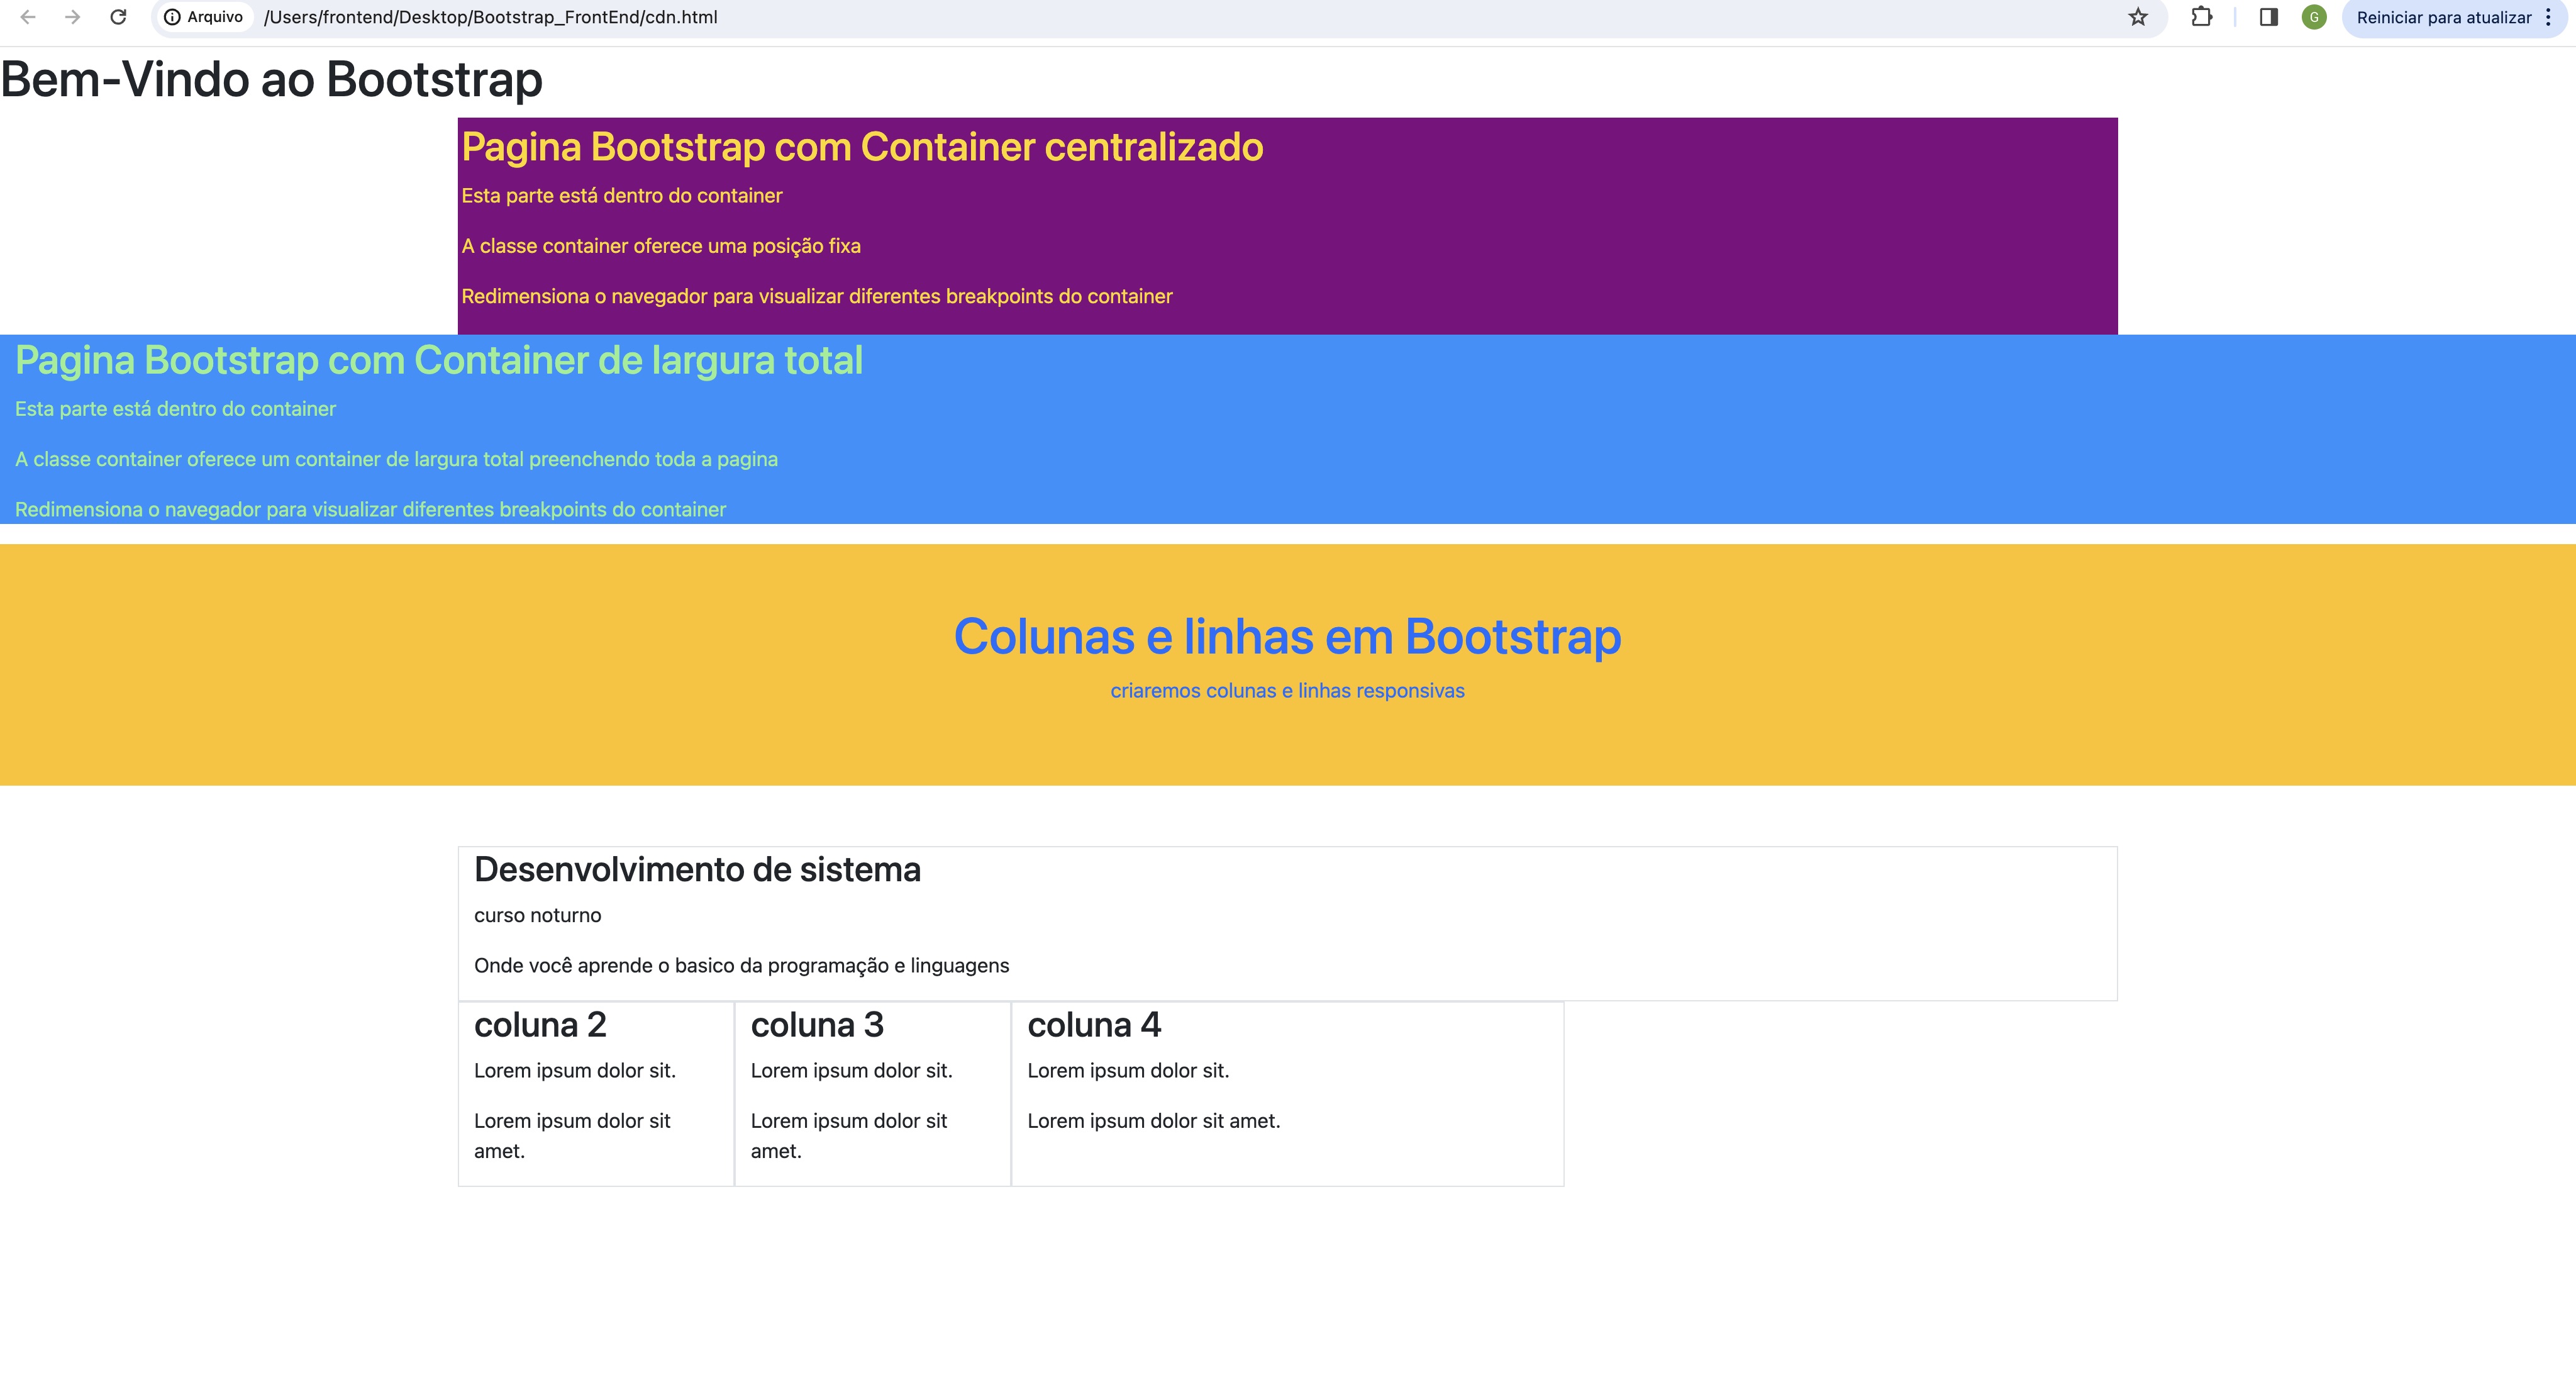 Arquivo /Users/frontend/Desktop/Bootstrap_FrontEnd/cdn.html G Reiniciar para atualizar
Bem-Vindo ao Bootstrap
Pagina Bootstrap com Container centralizado
Esta parte está dentro do container
A classe container oferece uma posição fixa
Redimensiona o navegador para visualizar diferentes breakpoints do container
Pagina Bootstrap com Container de largura total
Esta parte está dentro do container
A classe container oferece um container de largura total preenchendo toda a pagina
Redimensiona o navegador para visualizar diferentes breakpoints do container
Colunas e linhas em Bootstrap
criaremos colunas e linhas responsivas
Desenvolvimento de sistema
curso noturno
Onde você aprende o basico da programação e linguagens
coluna 2
Lorem ipsum dolor sit.
Lorem ipsum dolor sit
amet.
coluna 3
Lorem ipsum dolor sit.
Lorem ipsum dolor sit
amet.
coluna 4
Lorem ipsum dolor sit.
Lorem ipsum dolor sit amet.